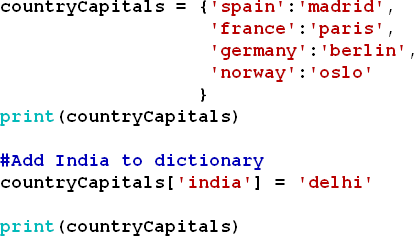 countryCapitals = {'spain':'madrid',
                   'france':'paris',
                   'germany':'berlin',
                   'norway':'oslo'
                  }
print(countryCapitals)

#Add India to dictionary
countryCapitals['india'] = 'delhi'

print(countryCapitals)